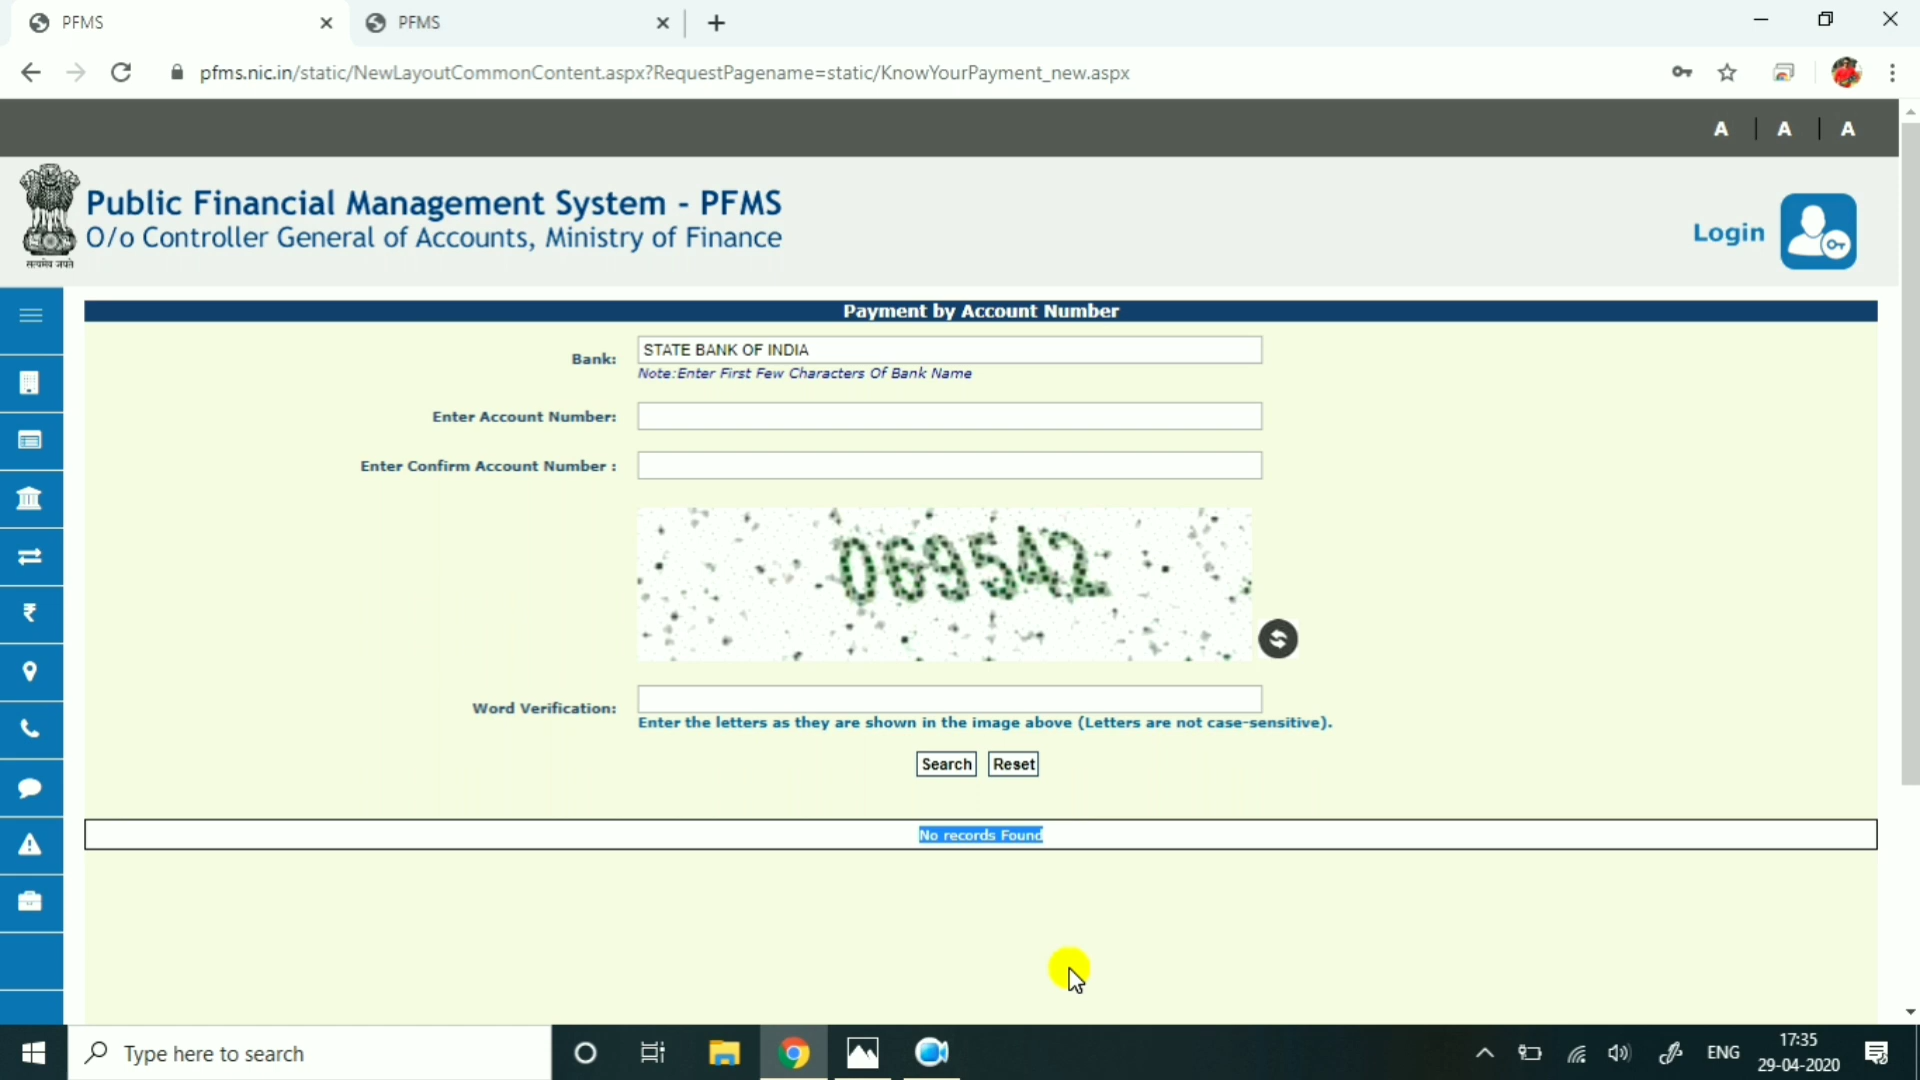 PFMS
PFMS
pfms.nic.in/static/NewLayoutCommonContent.aspx?RequestPagename=static/KnowYourPayment_new.aspx
A | A | A
Public Financial Management System - PFMS
O/o Controller General of Accounts, Ministry of Finance
सत्यमेव जयते
Login
Payment by Account Number
Bank: STATE BANK OF INDIA
Note:Enter First Few Characters Of Bank Name
Enter Account Number:
Enter Confirm Account Number :
069542
Word Verification:
Enter the letters as they are shown in the image above (Letters are not case-sensitive).
Search Reset
No records Found
Type here to search
ENG
17:35
29-04-2020